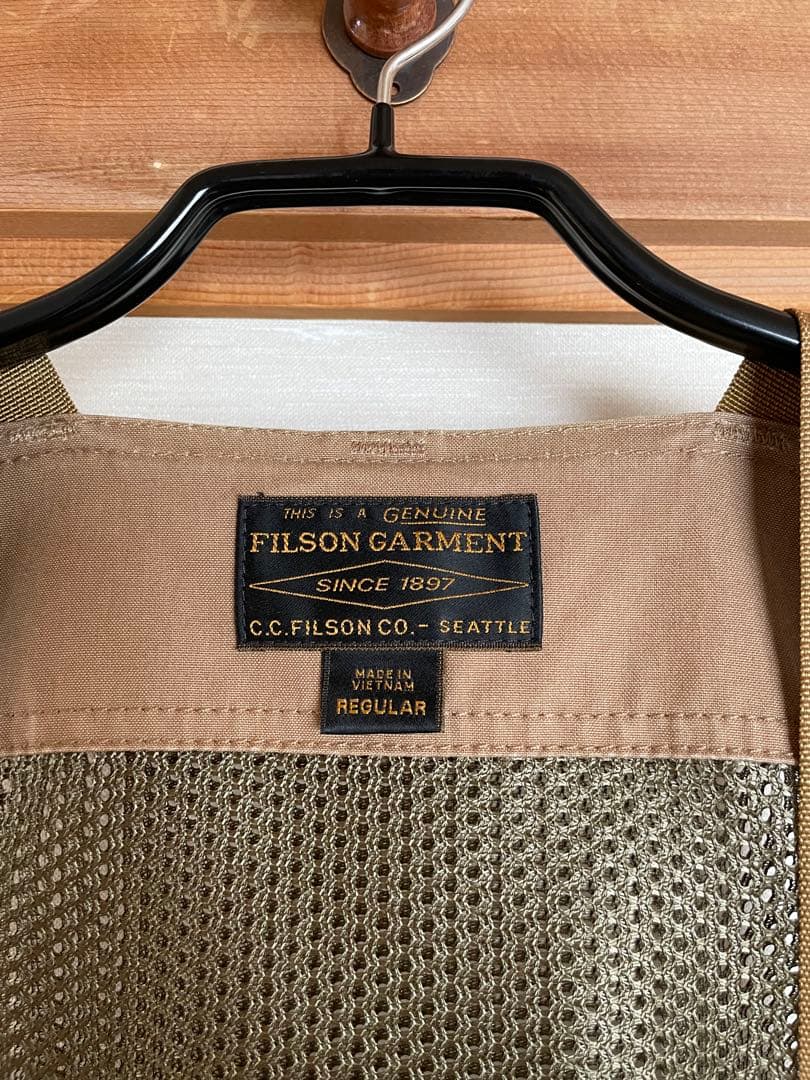 THIS IS A GENUINE
FILSON GARMENT
SINCE 1897
C.C.FILSON CO.- SEATTLE
MADE IN
VIETNAM
REGULAR